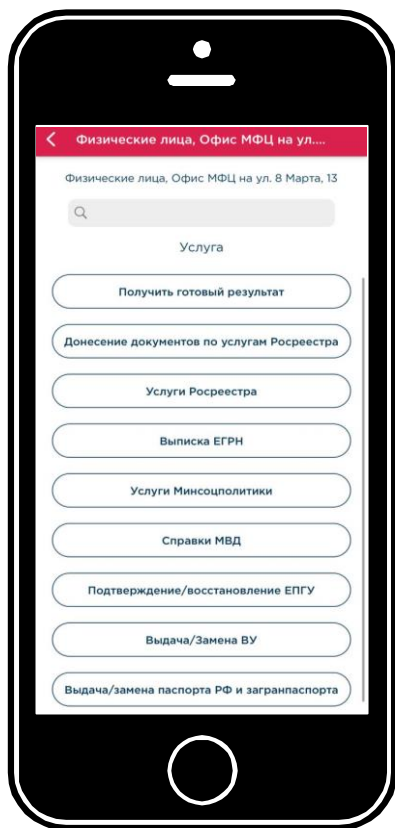 Физические лица, Офис МФЦ на ул....
Физические лица, Офис МФЦ на ул. 8 Марта, 13
Услуга
Получить готовый результат
Донесение документов по услугам Росреестра
Услуги Росреестра
Выписка ЕГРН
Услуги Минсоцполитики
Справки МВД
Подтверждение/восстановление ЕПГУ
Выдача/Замена ВУ
Выдача/замена паспорта РФ и загранпаспорта